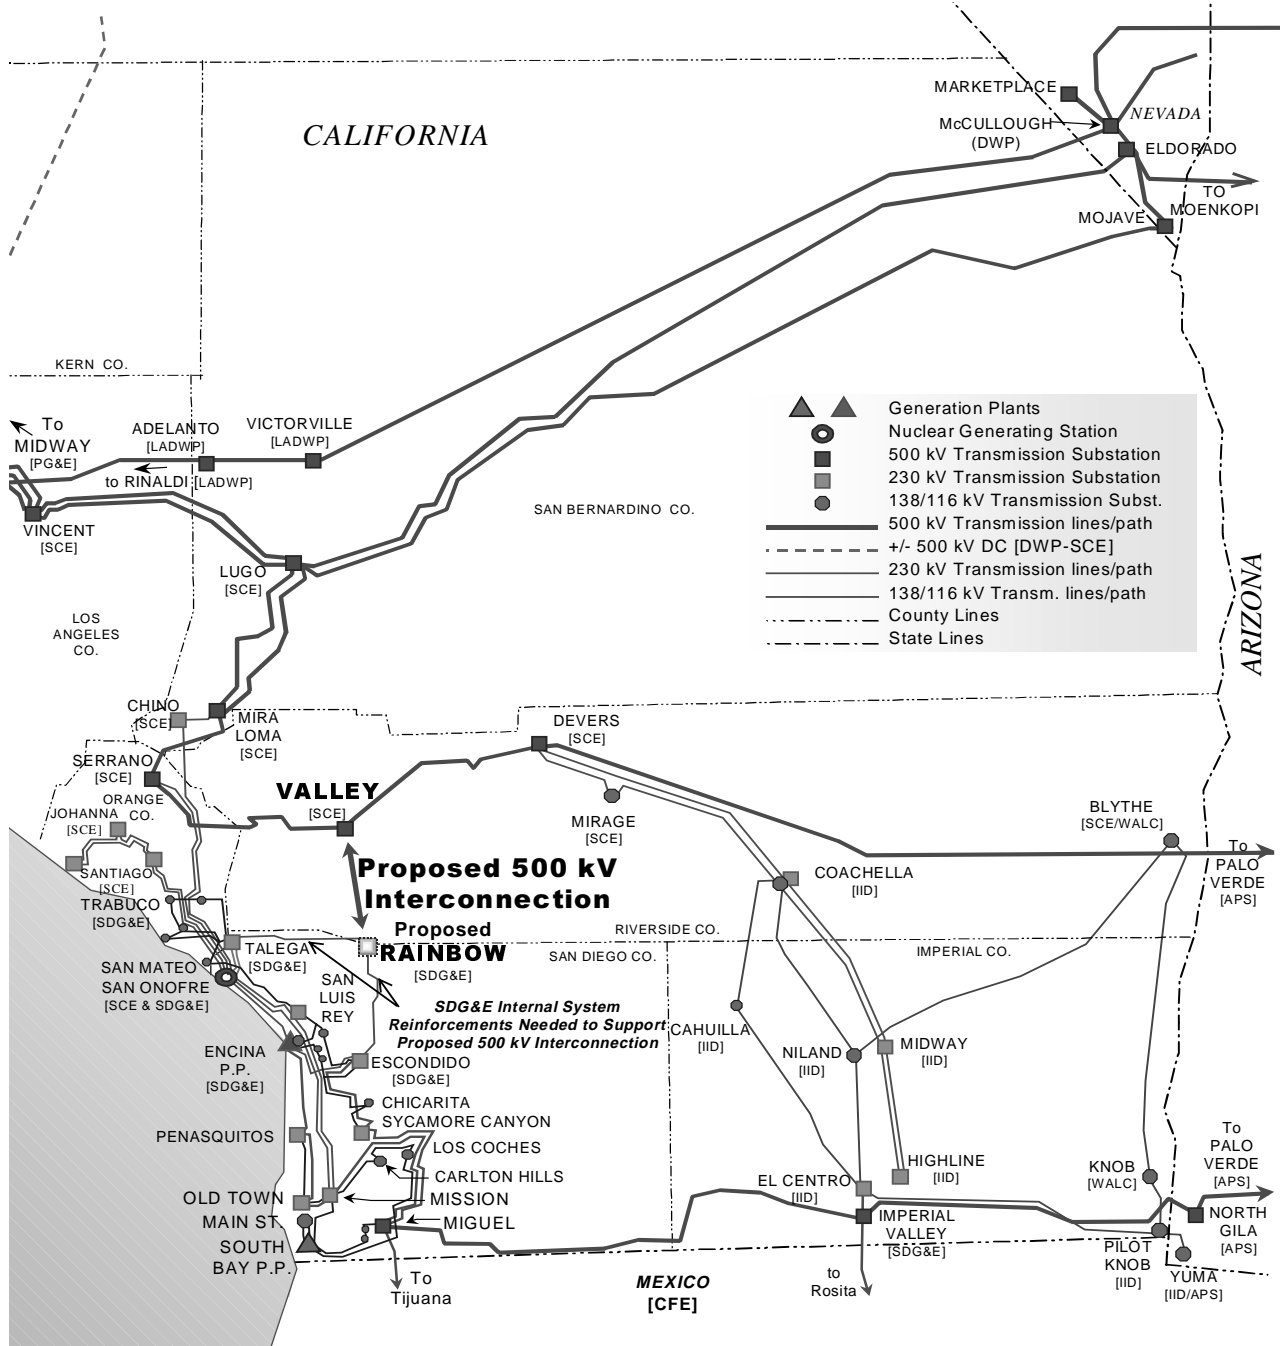 CALIFORNIA
MARKETPLACE
McCULLOUGH
(DWP)
NEVADA
ELDORADO
TO
MOENKOPI
MOJAVE
KERN CO.
To
MIDWAY
[PG&E]
ADELANTO
[LADWP]
VICTORVILLE
[LADWP]
to RINALDI [LADWP]
VINCENT
[SCE]
LUGO
[SCE]
SAN BERNARDINO CO.
Generation Plants
Nuclear Generating Station
500 kV Transmission Substation
230 kV Transmission Substation
138/116 kV Transmission Subst.
500 kV Transmission lines/path
+/- 500 kV DC [DWP-SCE]
230 kV Transmission lines/path
138/116 kV Transm. lines/path
County Lines
State Lines
ARIZONA
LOS
ANGELES
CO.
CHINO
[SCE]
MIRA
LOMA
[SCE]
DEVERS
[SCE]
SERRANO
[SCE]
ORANGE
CO.
JOHANNA
[SCE]
VALLEY
[SCE]
MIRAGE
[SCE]
BLYTHE
[SCE/WALC]
To
PALO
VERDE
[APS]
SANTIAGO
[SCE]
TRABUCO
[SDG&E]
Proposed 500 kV
Interconnection
COACHELLA
[IID]
Proposed
RAINBOW
[SDG&E]
RIVERSIDE CO.
SAN DIEGO CO.
IMPERIAL CO.
TALEGA
[SDG&E]
SAN MATEO
SAN ONOFRE
[SCE & SDG&E]
SAN
LUIS
REY
SDG&E Internal System
Reinforcements Needed to Support
Proposed 500 kV Interconnection
CAHUILLA
[IID]
NILAND
[IID]
MIDWAY
[IID]
ENCINA
P.P.
[SDG&E]
ESCONDIDO
[SDG&E]
CHICARITA
SYCAMORE CANYON
PENASQUITOS
LOS COCHES
CARLTON HILLS
HIGHLINE
[IID]
EL CENTRO
[IID]
KNOB
[WALC]
To
PALO
VERDE
[APS]
OLD TOWN
MISSION
MAIN ST.
MIGUEL
SOUTH
BAY P.P.
IMPERIAL
VALLEY
[SDG&E]
NORTH
GILA
[APS]
PILOT
KNOB
[IID]
YUMA
[IID/APS]
To
Tijuana
MEXICO
[CFE]
to
Rosita